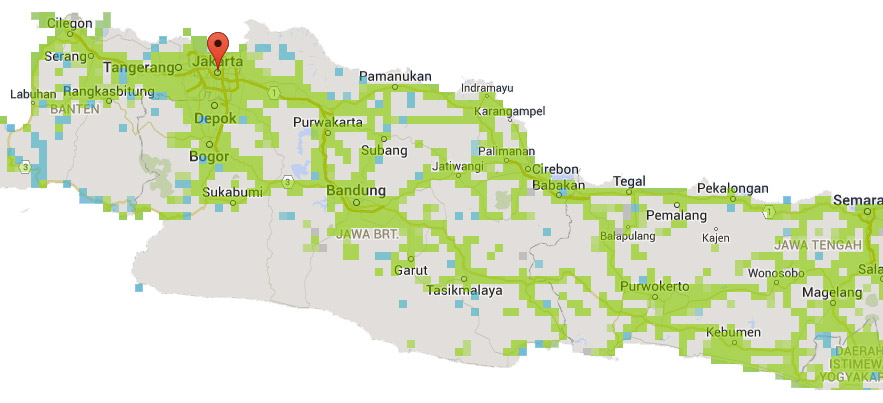 Cilegon
Serang
Tangerang
Jakarta
Labuhan
Rangkasbitung
BANTEN
Depok
Bogor
Sukabumi
3
1
3
Pamanukan
Indramayu
Karangampel
Purwakarta
Subang
Palimanan
Jatiwangi
Cirebon
Babakan
Bandung
JAWA BRT.
Garut
Tasikmalaya
Tegal
Pekalongan
Pemalang
1
Semara
Balapulang
Kajen
JAWA TENGAH
Wonosobo
Sala
Purwokerto
Magelang
Kebumen
DAERAH
ISTIMEW
YOGYAKAR